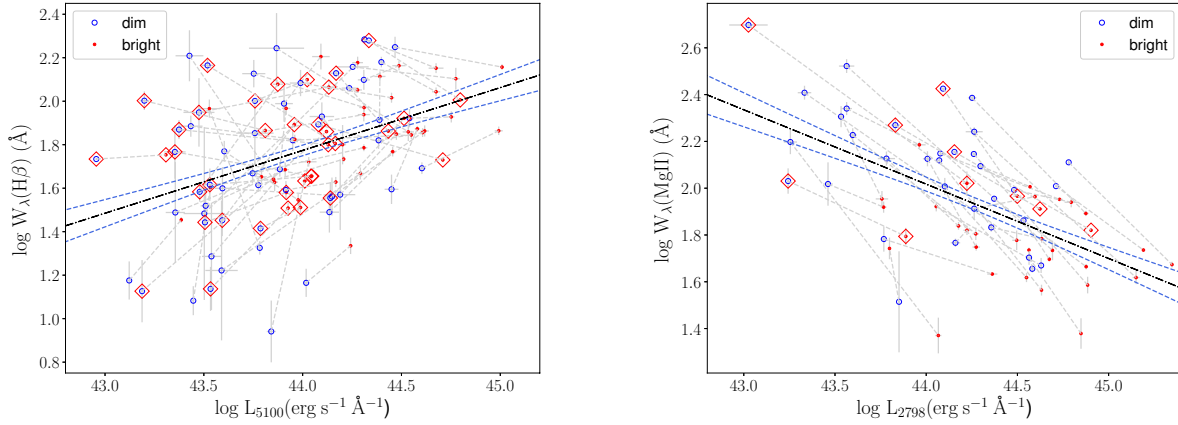 2.4
2.2
2.0
1.8
1.6
1.4
1.2
1.0
0.8
log W_λ(Hβ) (Å)
dim
bright
43.0 43.5 44.0 44.5 45.0
log L₅₁₀₀(erg s⁻¹ Å⁻¹)
2.6
2.4
2.2
2.0
1.8
1.6
1.4
log W_λ(MgII) (Å)
dim
bright
43.0 43.5 44.0 44.5 45.0
log L₂₇₉₈(erg s⁻¹ Å⁻¹)